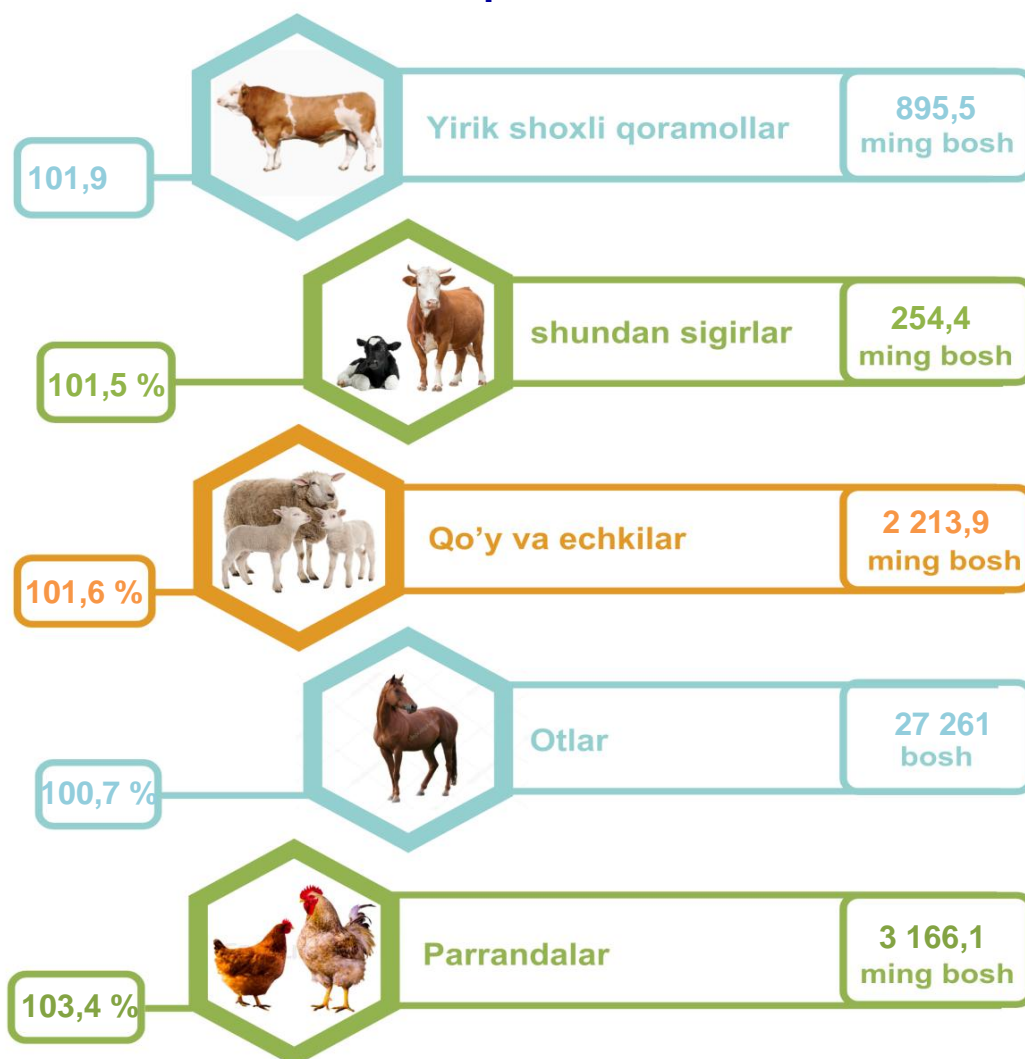 Yirik shoxli qoramollar
895,5
ming bosh
101,9
shundan sigirlar
254,4
ming bosh
101,5 %
Qo'y va echkilar
2 213,9
ming bosh
101,6 %
Otlar
27 261
bosh
100,7 %
Parrandalar
3 166,1
ming bosh
103,4 %